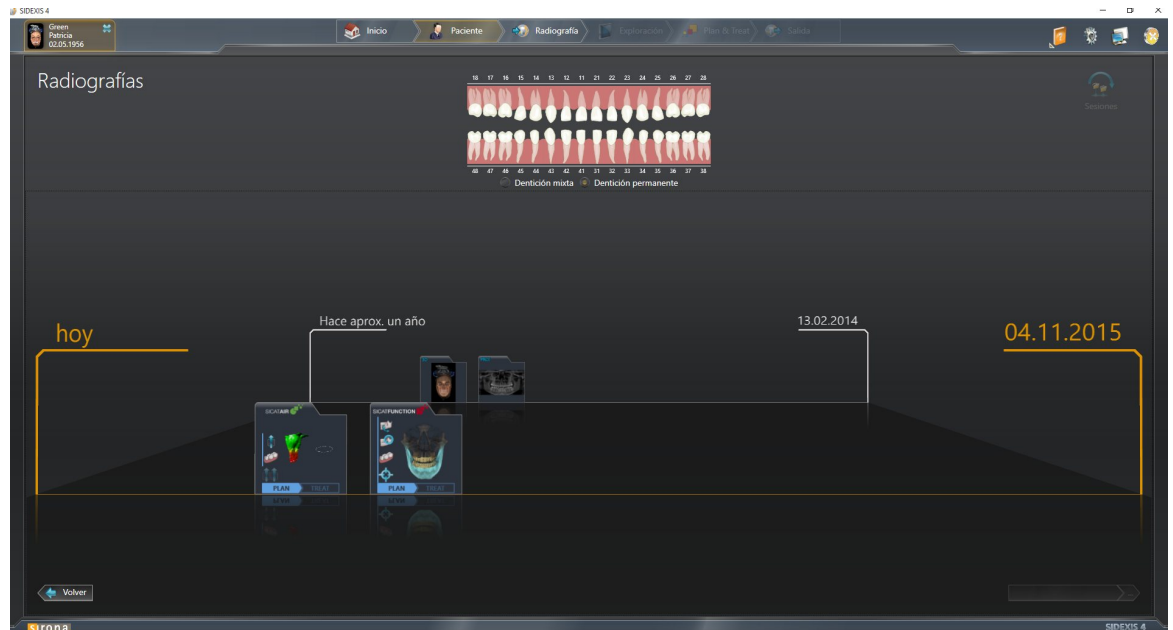 SIDEXIS 4
Green
Patricia
02.05.1956
Inicio
Paciente
Radiografía
Exploración
Plan & Treat
Salida
Radiografías
Sesiones
18 17 16 15 14 13 12 11 21 22 23 24 25 26 27 28
48 47 46 45 44 43 42 41 31 32 33 34 35 36 37 38
Dentición mixta
Dentición permanente
hoy
Hace aprox. un año
13.02.2014
04.11.2015
SICATAIR
SICATFUNCTION
PLAN
TREAT
PLAN
TREAT
Volver
sirona
SIDEXIS 4